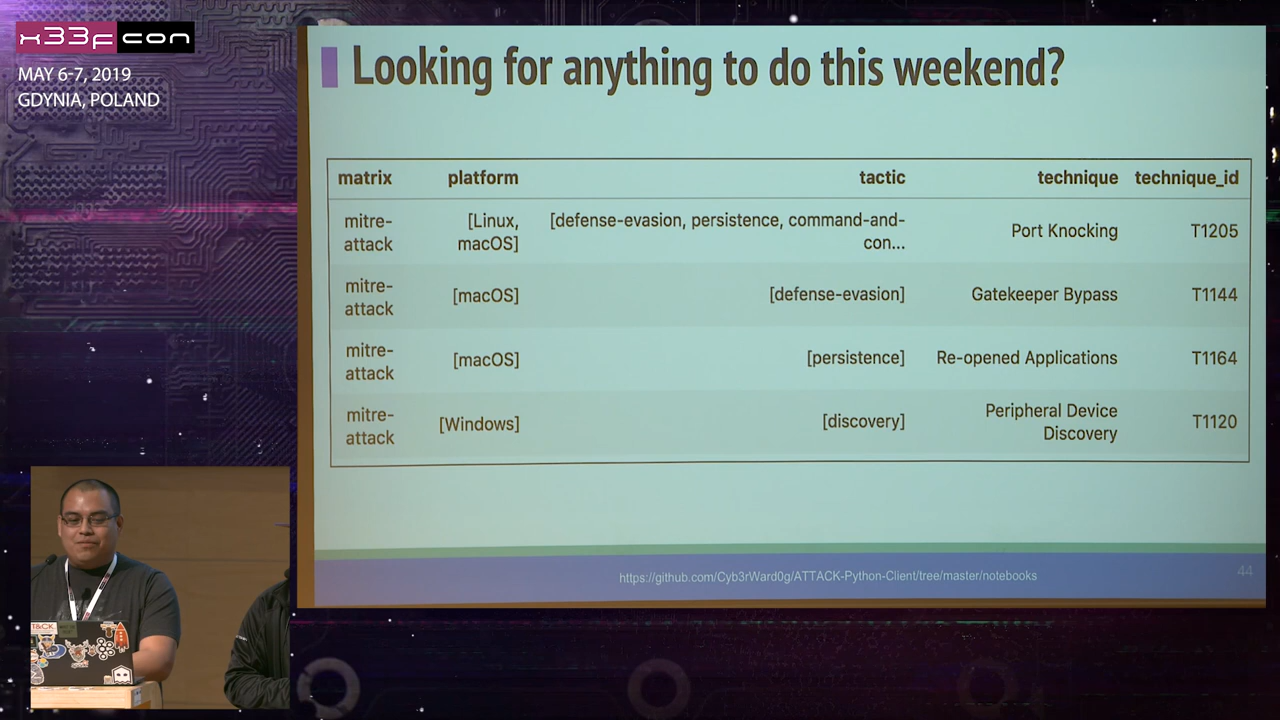 x33fcon
MAY 6-7, 2019
GDYNIA, POLAND
Looking for anything to do this weekend?
matrix platform tactic technique technique_id
mitre-attack [Linux, macOS] [defense-evasion, persistence, command-and-con... Port Knocking T1205
mitre-attack [macOS] [defense-evasion] Gatekeeper Bypass T1144
mitre-attack [macOS] [persistence] Re-opened Applications T1164
mitre-attack [Windows] [discovery] Peripheral Device Discovery T1120
https://github.com/Cyb3rWard0g/ATTACK-Python-Client/tree/master/notebooks
44